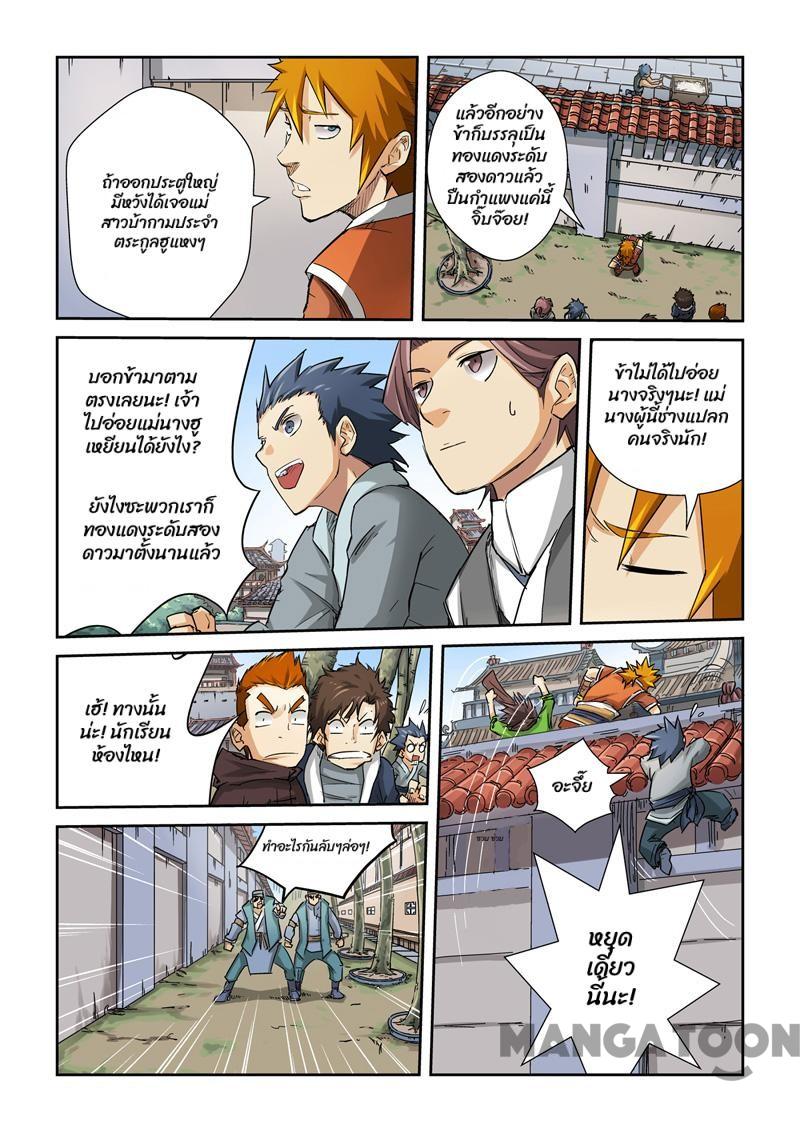 ถ้าออกประตูใหญ่
มีหวังได้เจอแม่
สาวบ้ากามประจำ
ตระกูลฮูแหงๆ
แล้วอีกอย่าง
ข้าก็บรรลุเป็น
ทองแดงระดับ
สองดาวแล้ว
ปีนกำแพงแค่นี้
จิ๊บจ๊อย!
บอกข้ามาตาม
ตรงเลยนะ! เจ้า
ไปอ่อยแม่นางฮู
เหยียนได้ยังไง?
ยังไงซะพวกเราก็
ทองแดงระดับสอง
ดาวมาตั้งนานแล้ว
ข้าไม่ได้ไปอ่อย
นางจริงๆนะ! แม่
นางผู้นี้ช่างแปลก
คนจริงนัก!
เฮ้! ทางนั้น
น่ะ! นักเรียน
ห้องไหน!
อะจึ๊ย
ชวบ ชวบ
ทำอะไรกันลับๆล่อๆ!
หยุด
เดี๋ยว
นี้นะ!
MANGATOON